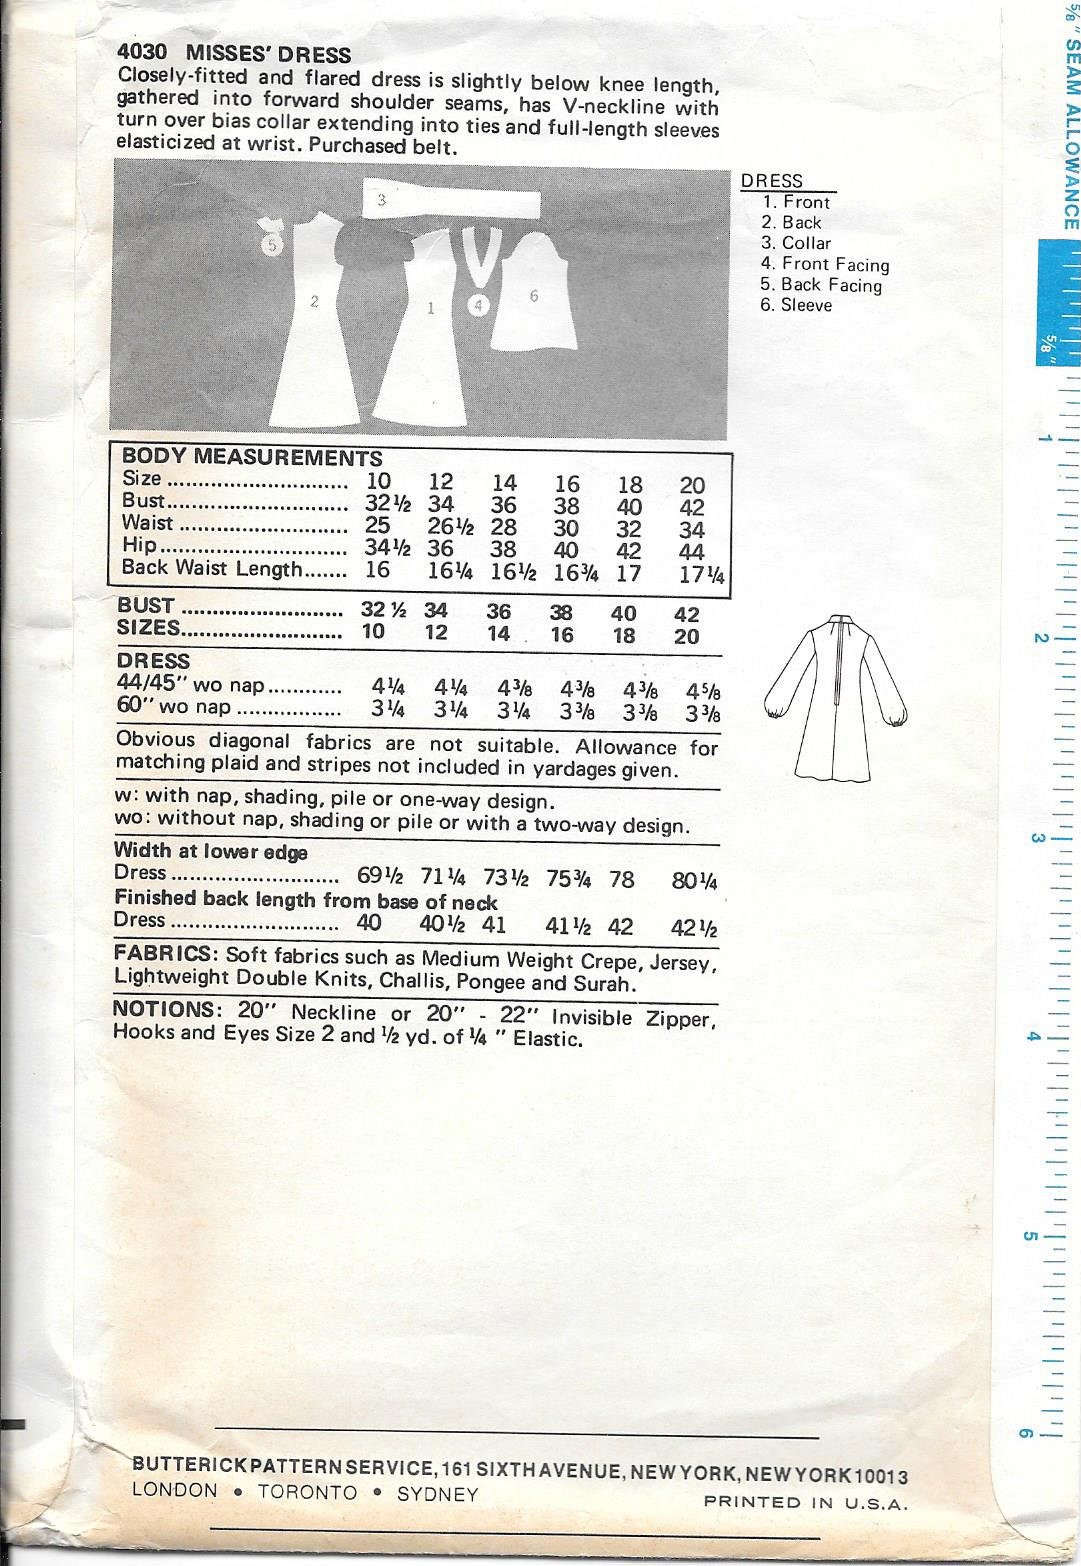 4030 MISSES' DRESS
Closely-fitted and flared dress is slightly below knee length,
gathered into forward shoulder seams, has V-neckline with
turn over bias collar extending into ties and full-length sleeves
elasticized at wrist. Purchased belt.
3
5
2
1
4
6
DRESS
1. Front
2. Back
3. Collar
4. Front Facing
5. Back Facing
6. Sleeve
BODY MEASUREMENTS
Size ............................. 10 12 14 16 18 20
Bust............................. 32½ 34 36 38 40 42
Waist ........................... 25 26½ 28 30 32 34
Hip.............................. 34½ 36 38 40 42 44
Back Waist Length....... 16 16¼ 16½ 16¾ 17 17¼
BUST .......................... 32 ½ 34 36 38 40 42
SIZES.......................... 10 12 14 16 18 20
DRESS
44/45" wo nap............ 4¼ 4¼ 4⅜ 4⅜ 4⅜ 4⅝
60" wo nap ................. 3¼ 3¼ 3¼ 3⅜ 3⅜ 3⅜
Obvious diagonal fabrics are not suitable. Allowance for
matching plaid and stripes not included in yardages given.
w: with nap, shading, pile or one-way design.
wo: without nap, shading or pile or with a two-way design.
Width at lower edge
Dress ........................... 69½ 71¼ 73½ 75¾ 78 80¼
Finished back length from base of neck
Dress ........................... 40 40½ 41 41½ 42 42½
FABRICS: Soft fabrics such as Medium Weight Crepe, Jersey,
Lightweight Double Knits, Challis, Pongee and Surah.
NOTIONS: 20" Neckline or 20" - 22" Invisible Zipper,
Hooks and Eyes Size 2 and ½ yd. of ¼ " Elastic.
BUTTERICK PATTERN SERVICE, 161 SIXTH AVENUE, NEW YORK, NEW YORK 10013
LONDON • TORONTO • SYDNEY
PRINTED IN U.S.A.
⅝" SEAM ALLOWANCE
⅝"
1
2
3
4
5
6